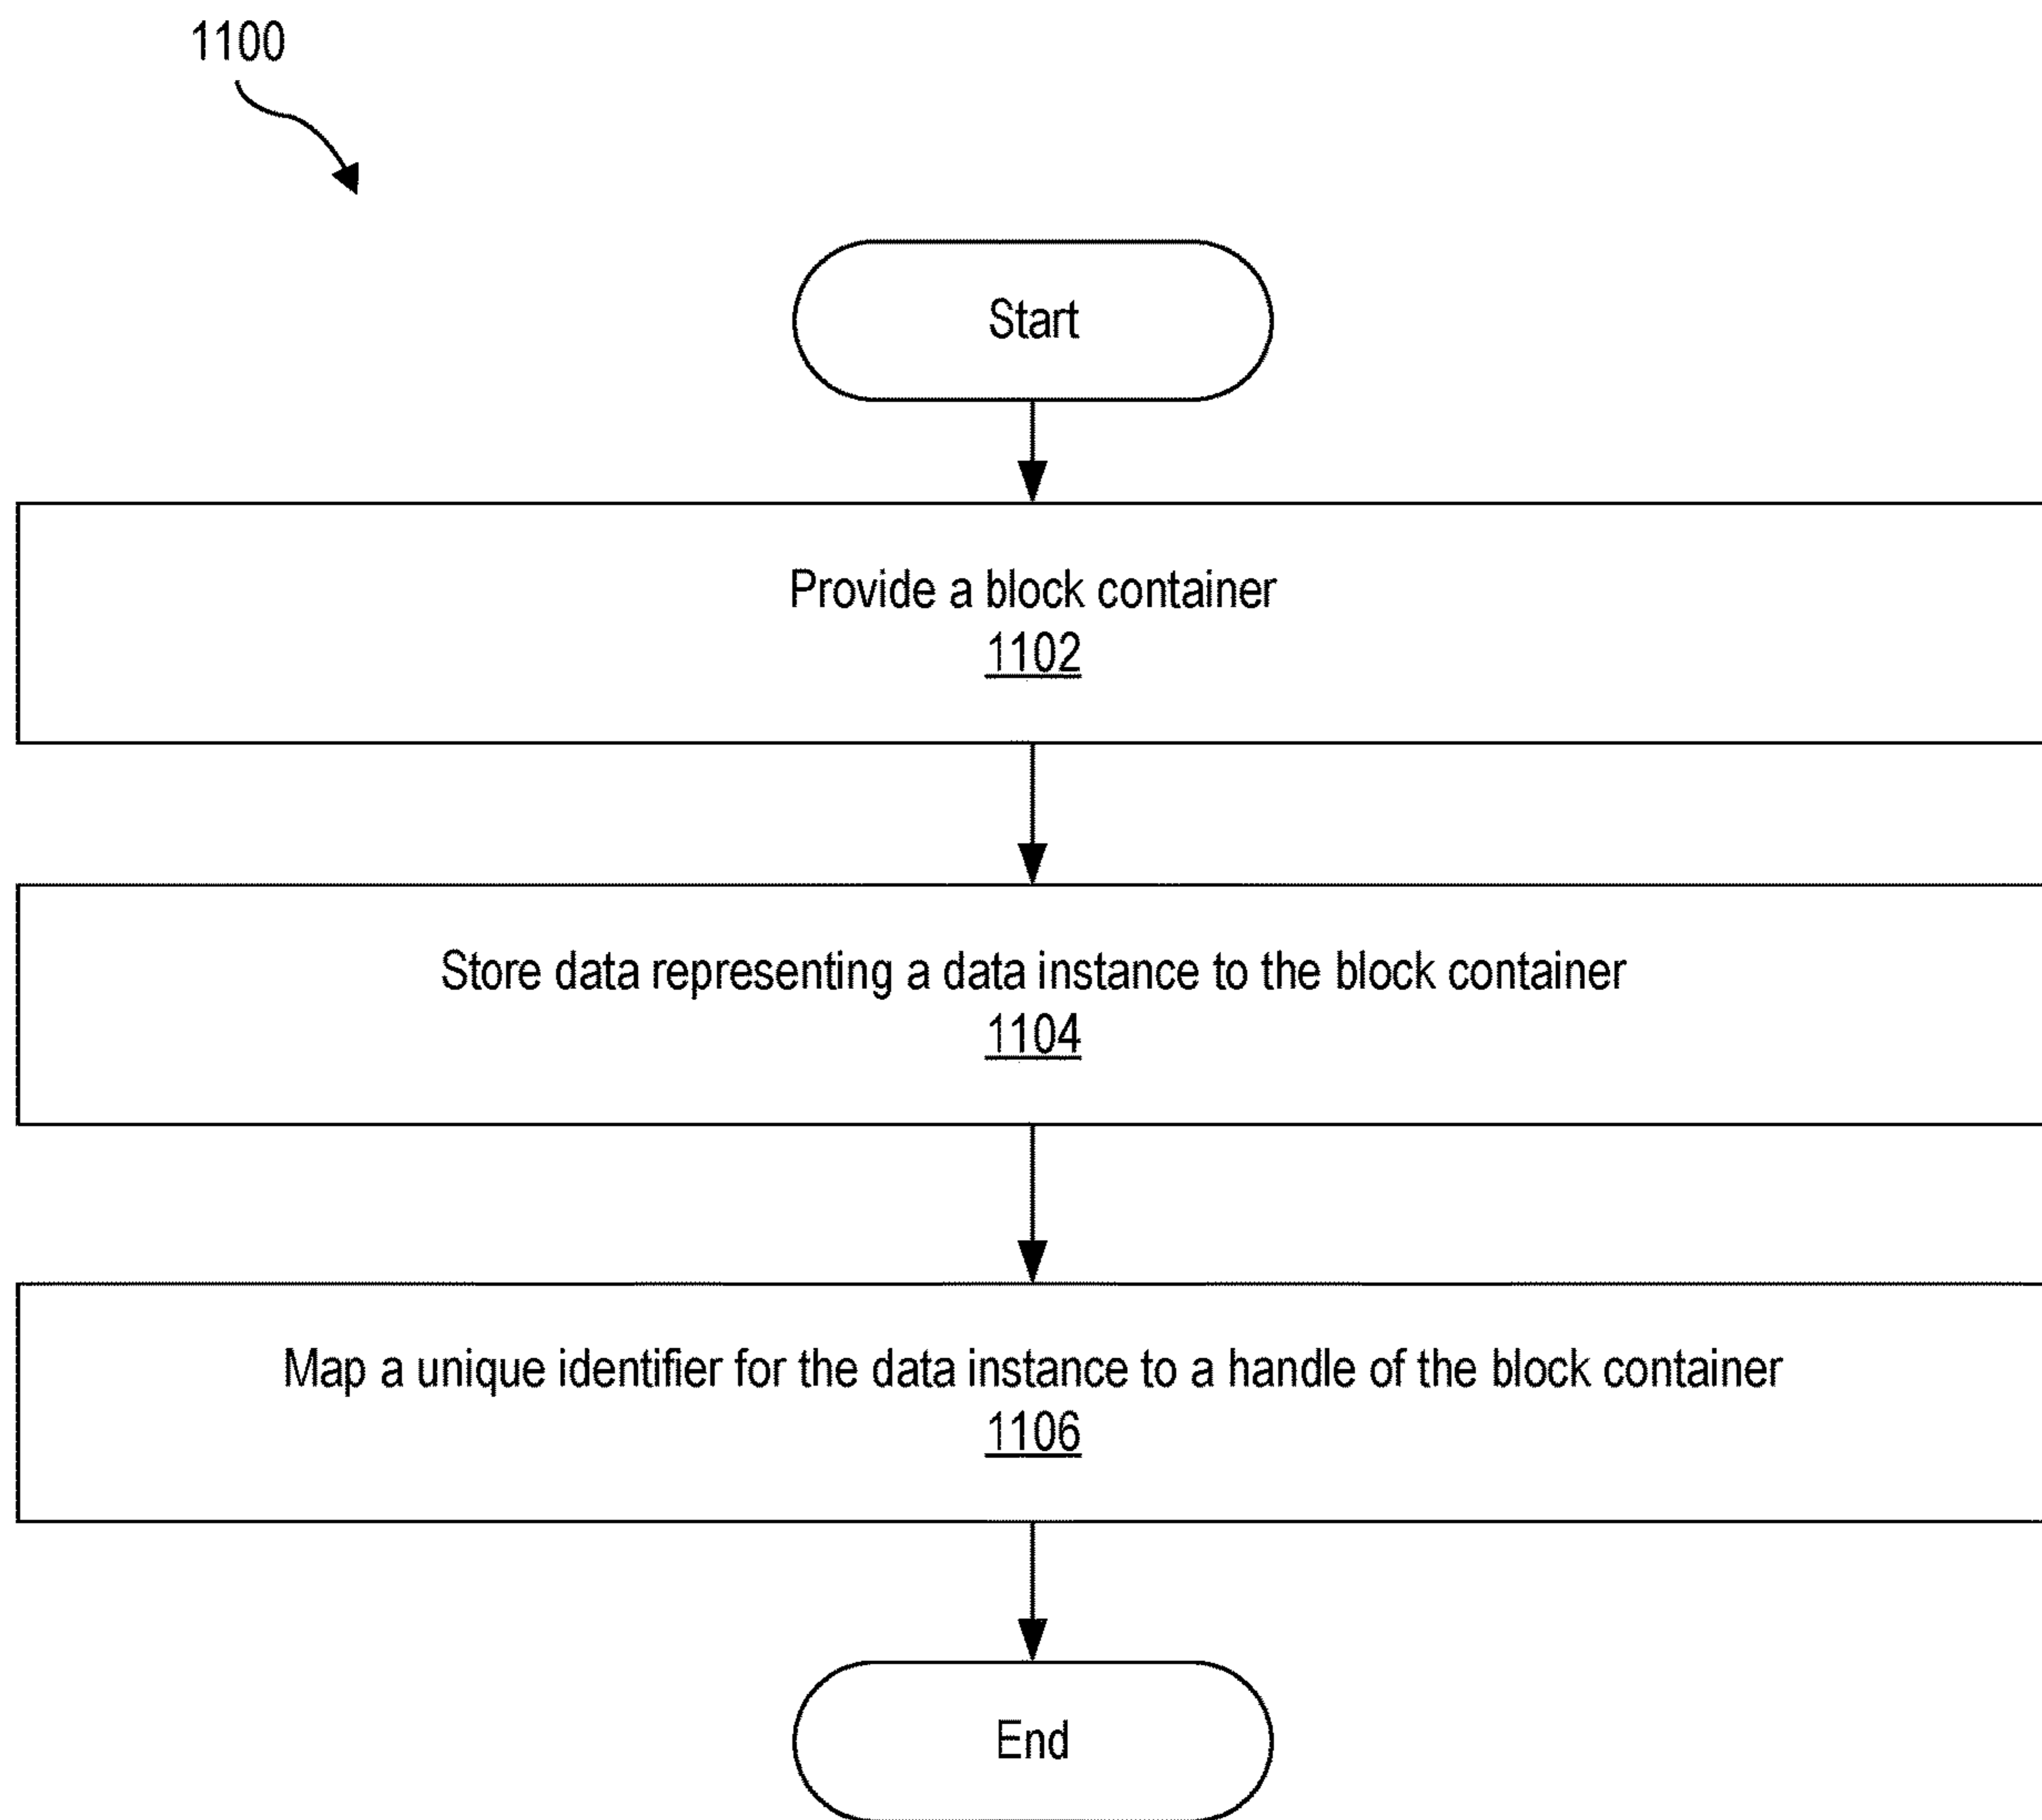 1100
Start
Provide a block container
1102
Store data representing a data instance to the block container
1104
Map a unique identifier for the data instance to a handle of the block container
1106
End